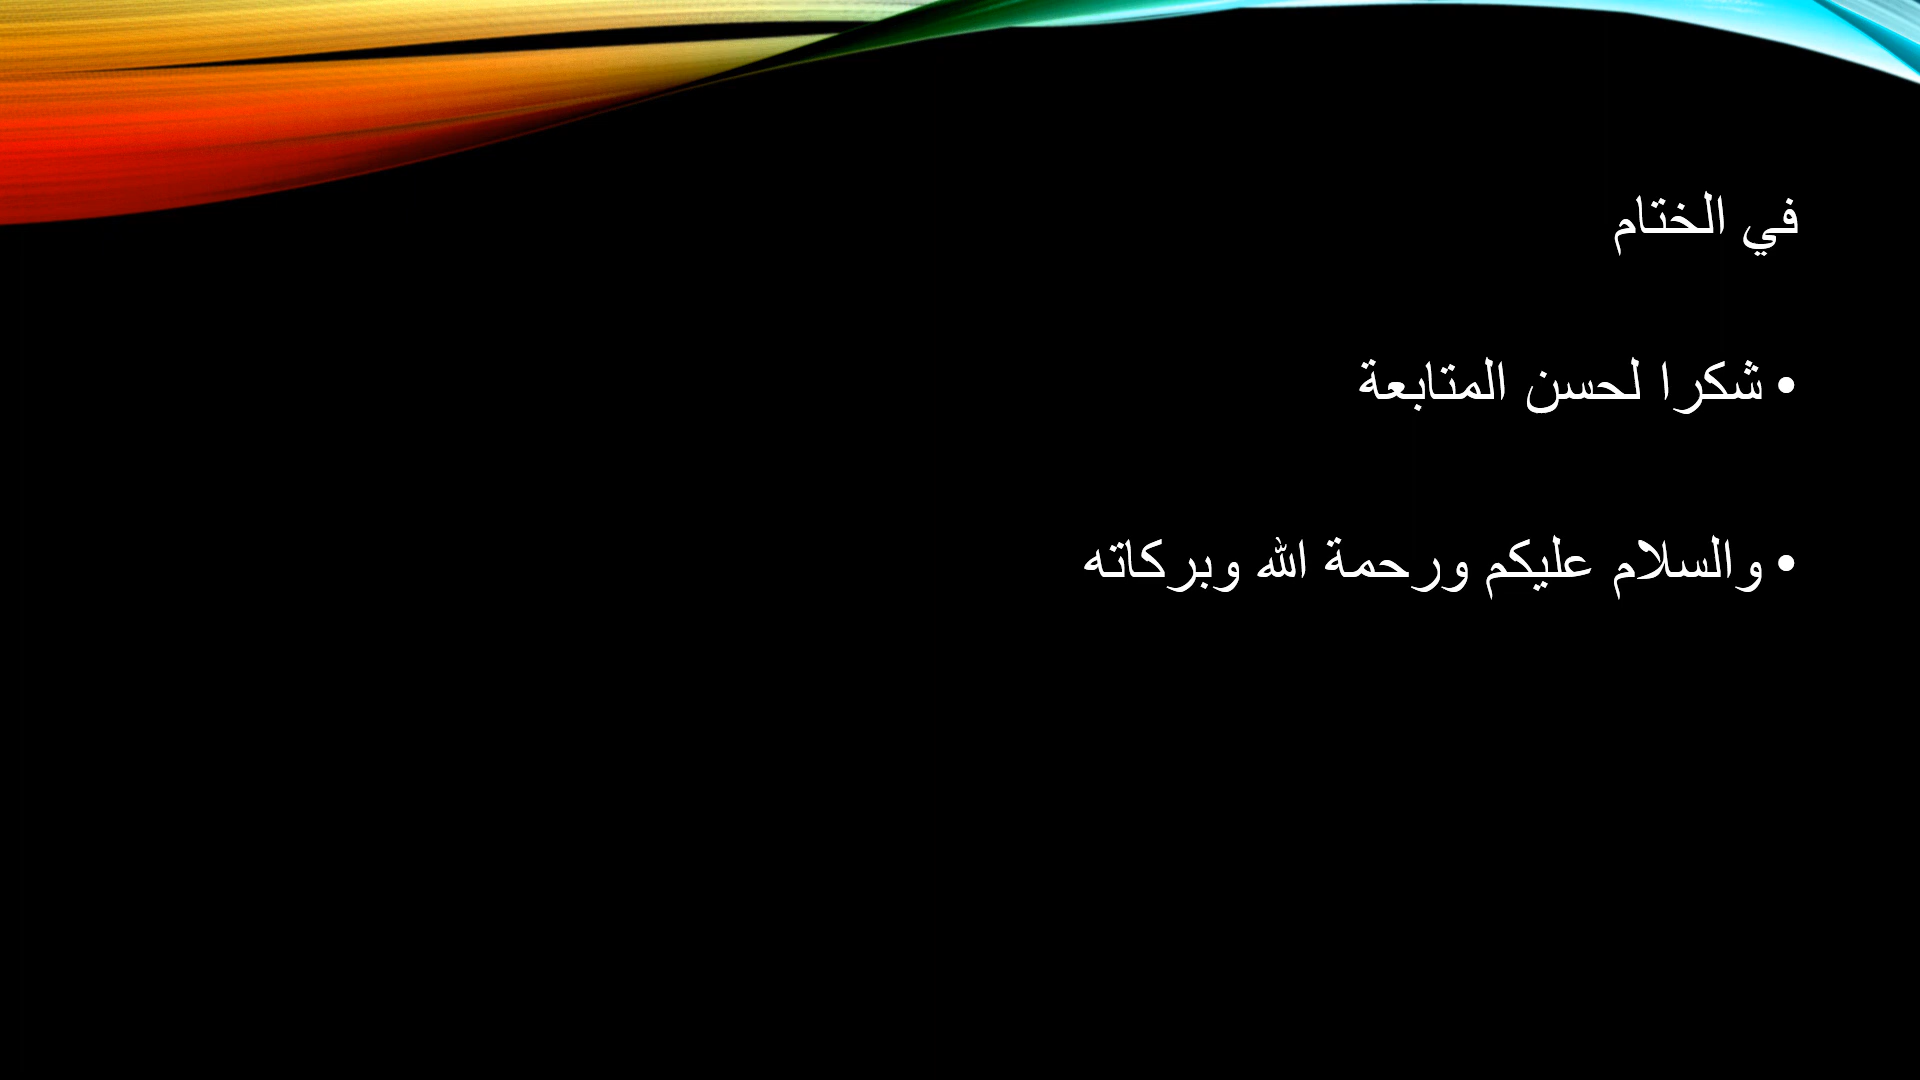 في الختام
• شكرا لحسن المتابعة
• والسلام عليكم ورحمة الله وبركاته